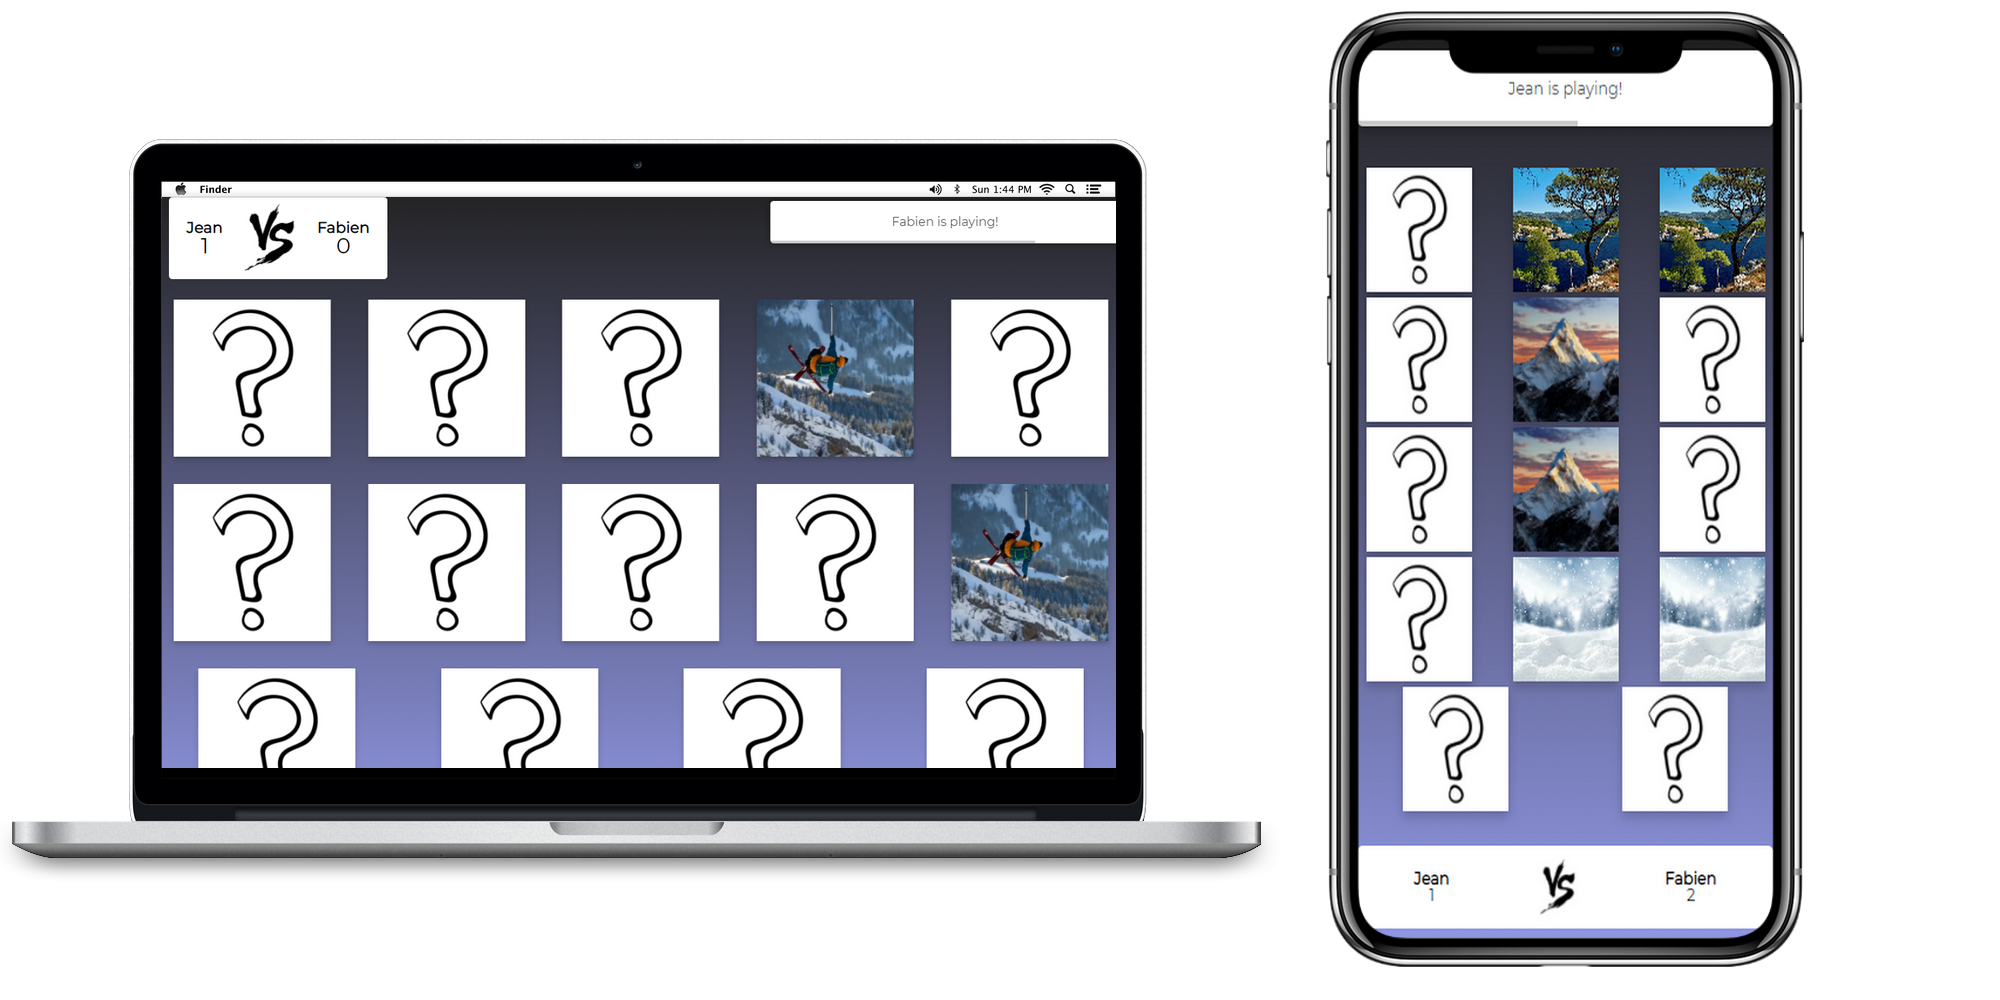 Finder
Sun 1:44 PM
Jean VS Fabien
1 0
Fabien is playing!
? ? ? ?
? ? ? ?
? ? ? ?
Jean is playing!
?
? ?
? ?
?
? ?
Jean VS Fabien
1 2